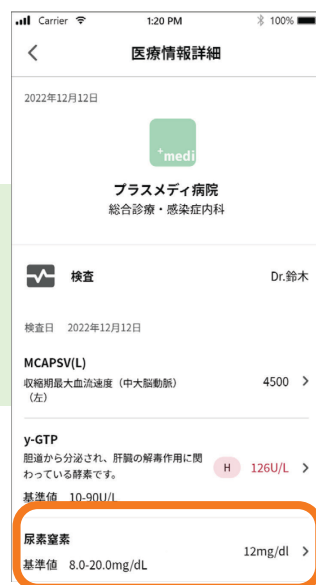 Carrier 1:20 PM 100%
医療情報詳細
2022年12月12日
+medi
プラスメディ病院
総合診療・感染症内科
検査 Dr.鈴木
検査日 2022年12月12日
MCAPSV(L)
収縮期最大血流速度（中大脳動脈）
（左）
4500
γ-GTP
胆道から分泌され、肝臓の解毒作用に関
わっている酵素です。
H 126U/L
基準値 10-90U/L
尿素窒素
基準値 8.0-20.0mg/dL
12mg/dl